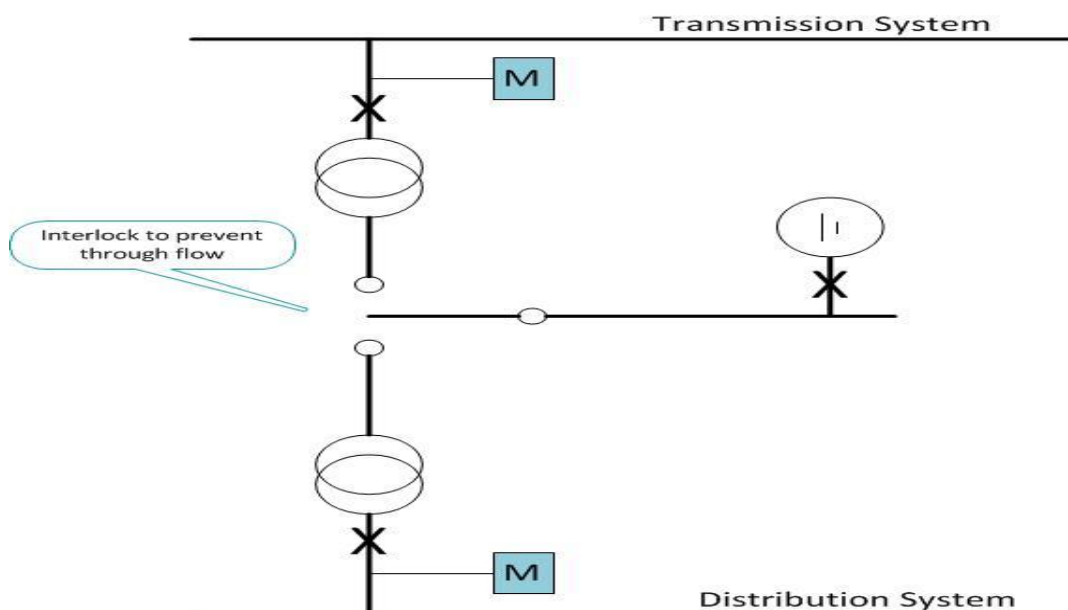 Transmission System
M
Interlock to prevent
through flow
M
Distribution System